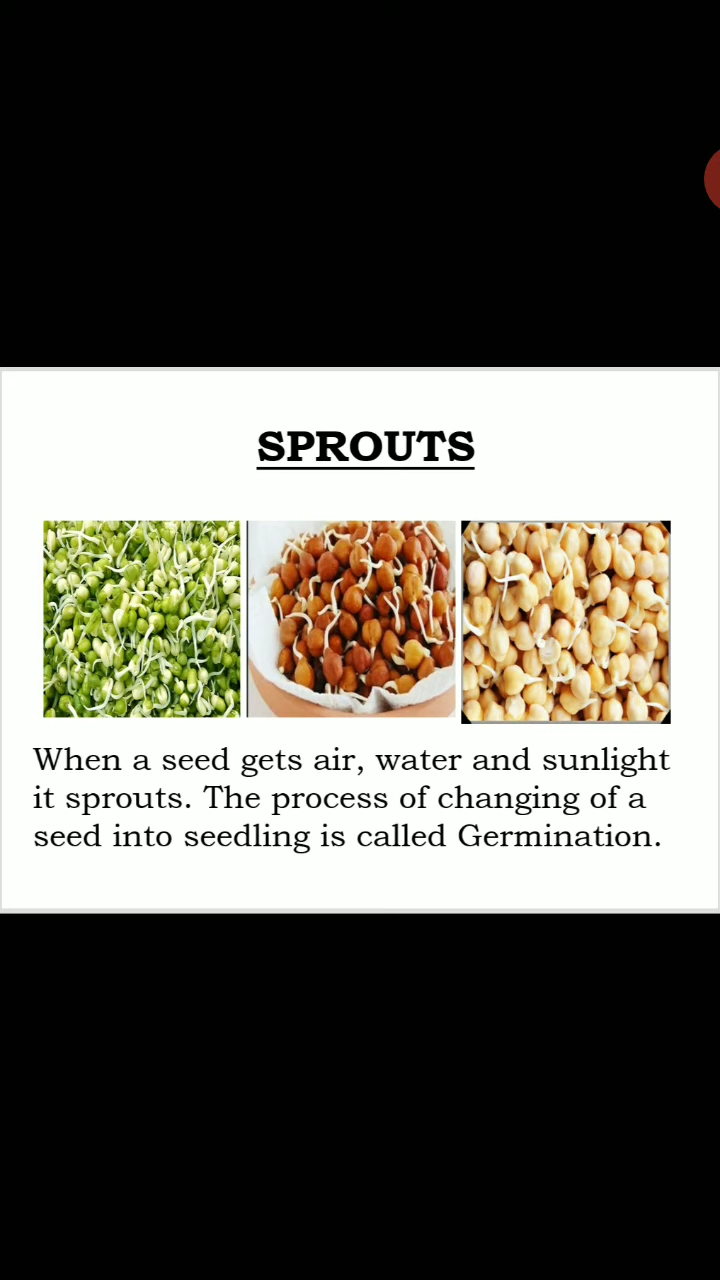 SPROUTS
When a seed gets air, water and sunlight
it sprouts. The process of changing of a
seed into seedling is called Germination.